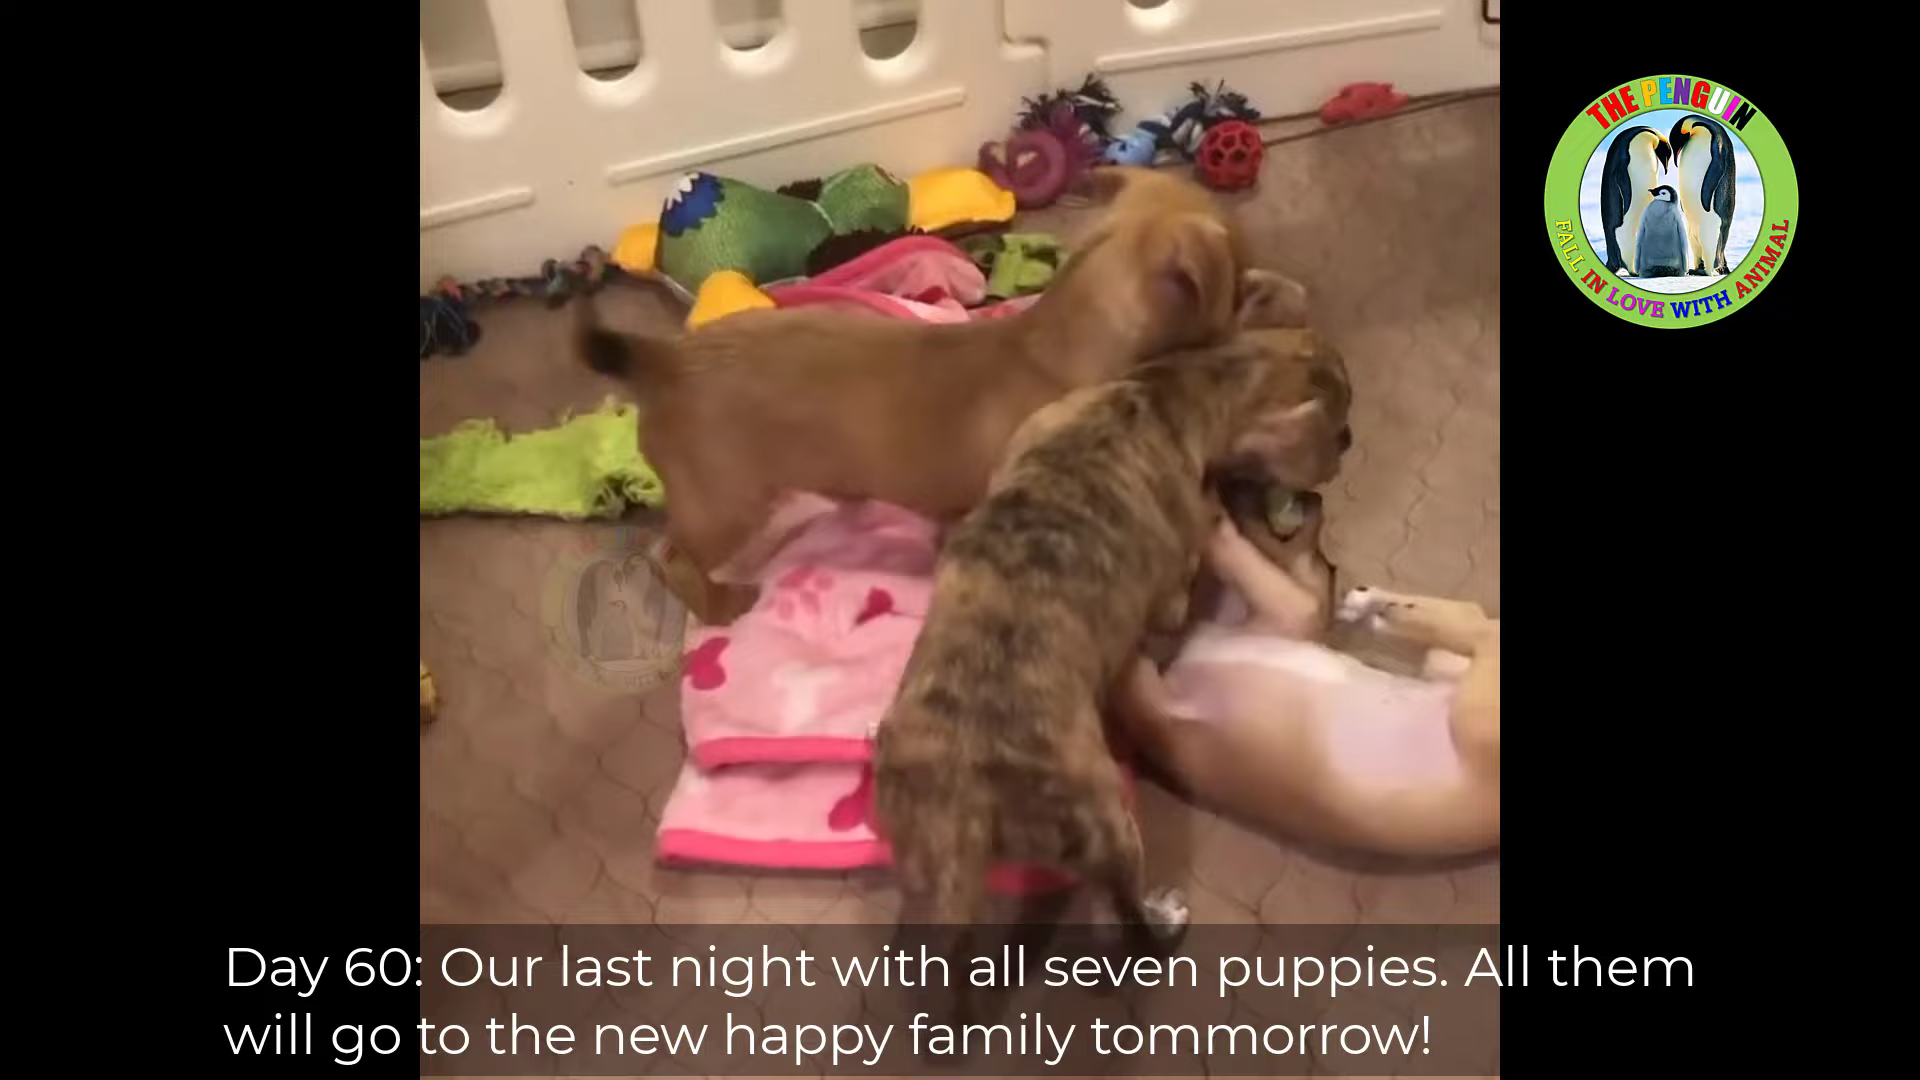 THE PENGUIN
FALL IN LOVE WITH ANIMAL
Day 60: Our last night with all seven puppies. All them
will go to the new happy family tommorrow!